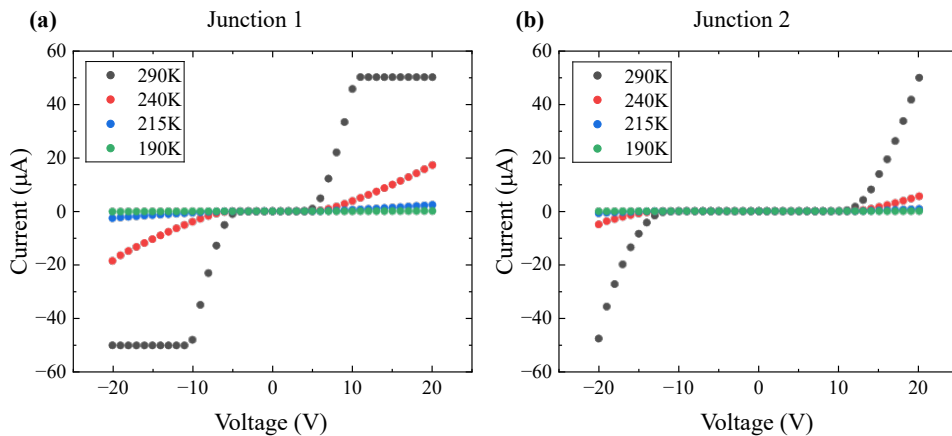 (a) Junction 1
290K
240K
215K
190K
60
40
20
0
−20
−40
−60
Current (μA)
−20 −10 0 10 20
Voltage (V)
(b) Junction 2
290K
240K
215K
190K
60
40
20
0
−20
−40
−60
Current (μA)
−20 −10 0 10 20
Voltage (V)